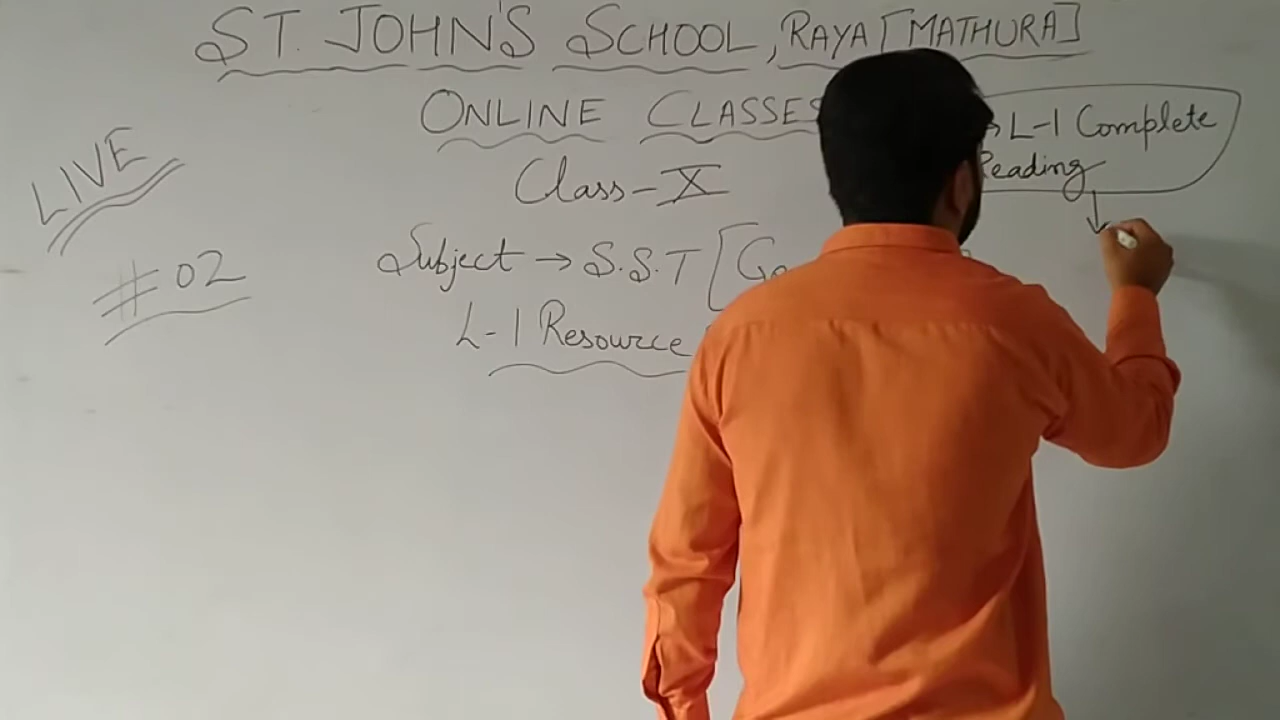 ST. JOHN'S SCHOOL, RAYA [MATHURA]
ONLINE CLASSES
Class-X
Subject → S.S.T [
L-1 Resource
LIVE
#02
L-1 Complete
Reading